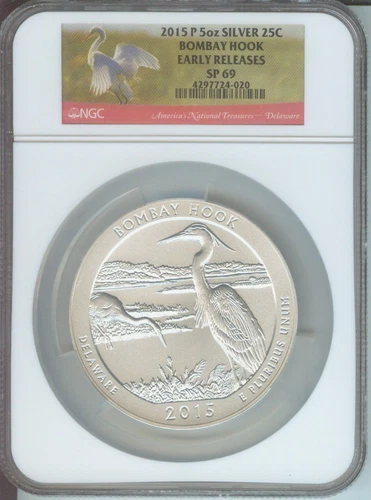 2015 P 5oz SILVER 25C
BOMBAY HOOK
EARLY RELEASES
SP 69
4297724-020
NGC
America's National Treasures — Delaware
BOMBAY HOOK
DELAWARE
2015
E PLURIBUS UNUM